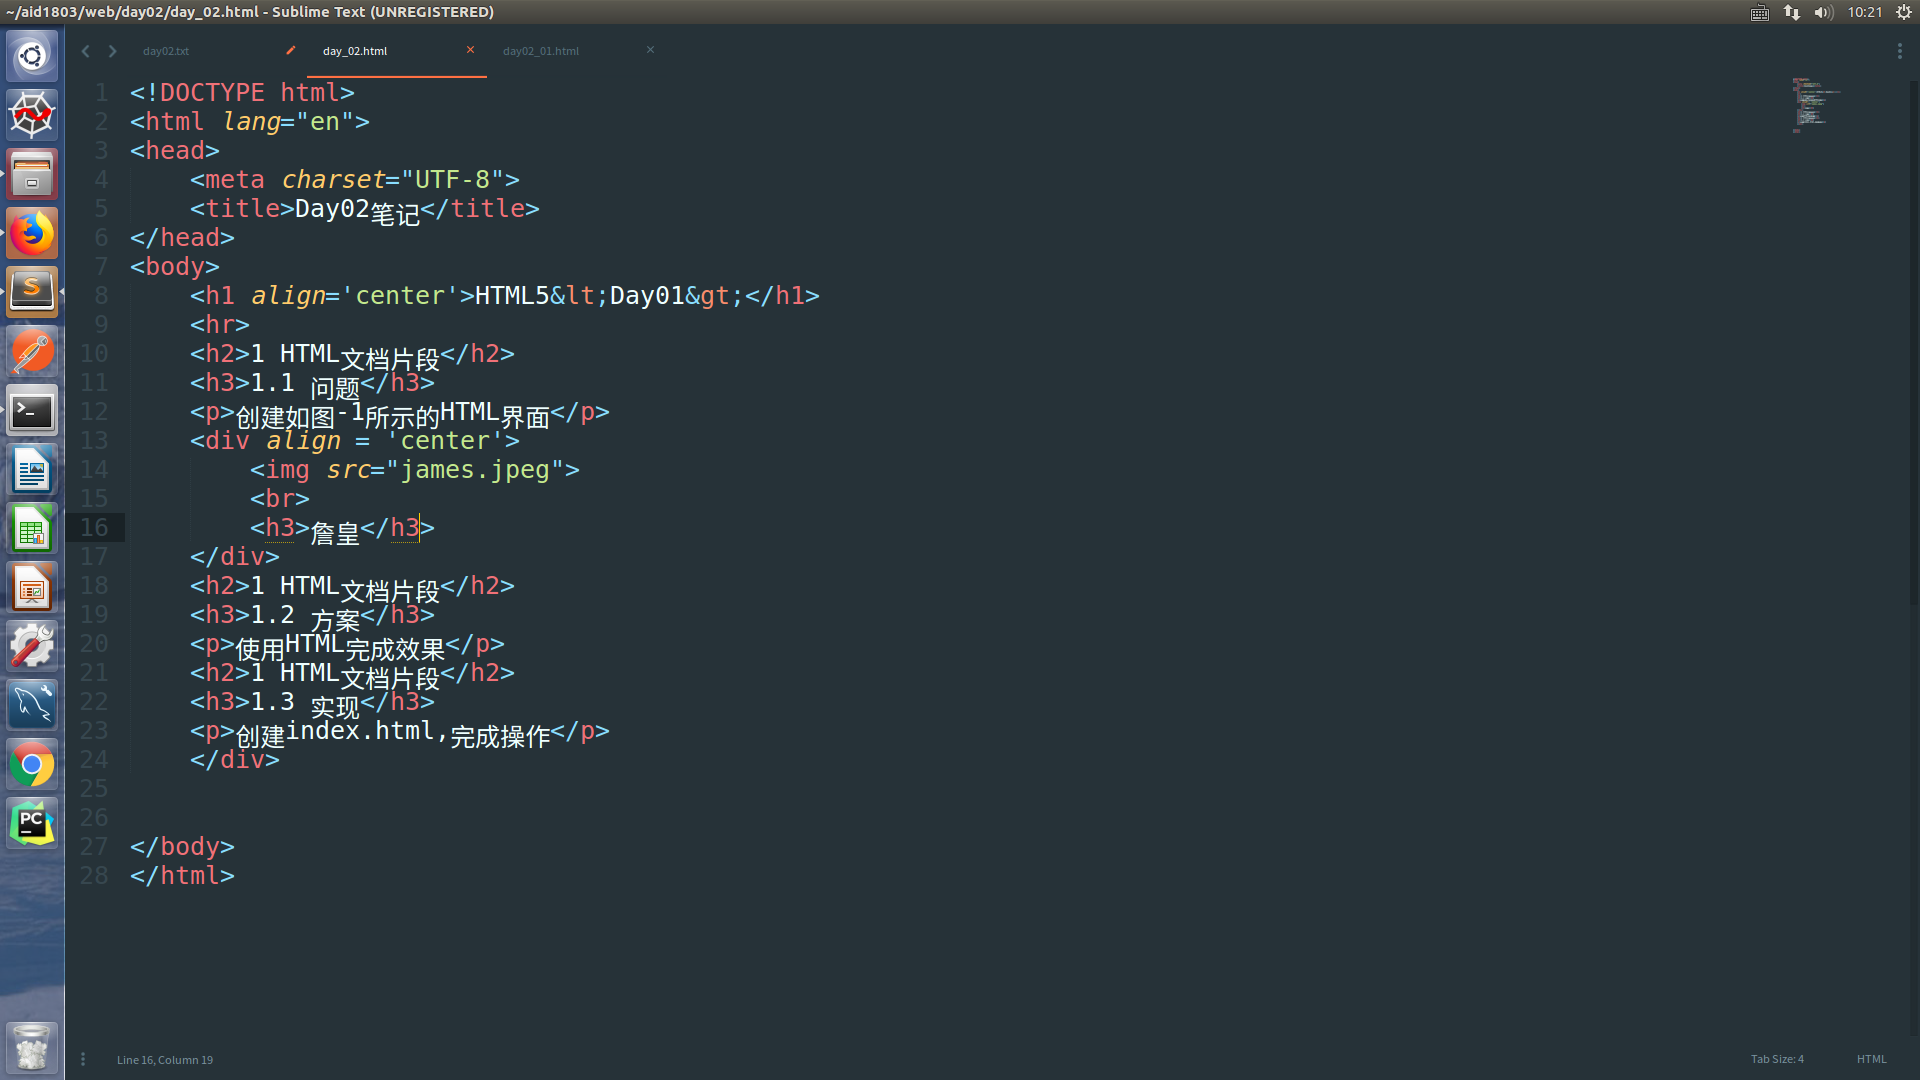 ~/aid1803/web/day02/day_02.html - Sublime Text (UNREGISTERED)
10:21
day02.txt
day_02.html
day02_01.html
1 <!DOCTYPE html>
2 <html lang="en">
3 <head>
4 <meta charset="UTF-8">
5 <title>Day02笔记</title>
6 </head>
7 <body>
8 <h1 align='center'>HTML5&lt;Day01&gt;</h1>
9 <hr>
10 <h2>1 HTML文档片段</h2>
11 <h3>1.1 问题</h3>
12 <p>创建如图-1所示的HTML界面</p>
13 <div align = 'center'>
14 <img src="james.jpeg">
15 <br>
16 <h3>詹皇</h3>
17 </div>
18 <h2>1 HTML文档片段</h2>
19 <h3>1.2 方案</h3>
20 <p>使用HTML完成效果</p>
21 <h2>1 HTML文档片段</h2>
22 <h3>1.3 实现</h3>
23 <p>创建index.html,完成操作</p>
24 </div>
25
26
27 </body>
28 </html>
PC
Line 16, Column 19
Tab Size: 4
HTML